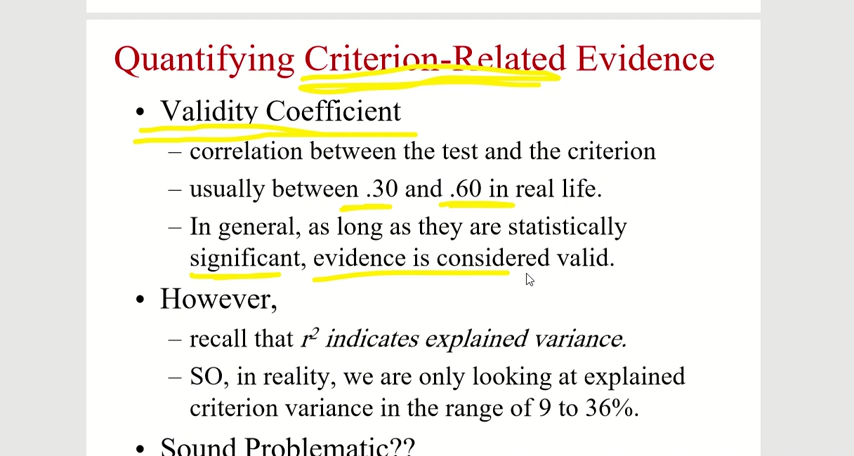 Quantifying Criterion-Related Evidence
• Validity Coefficient
– correlation between the test and the criterion
– usually between .30 and .60 in real life.
– In general, as long as they are statistically
significant, evidence is considered valid.
• However,
– recall that r² indicates explained variance.
– SO, in reality, we are only looking at explained
criterion variance in the range of 9 to 36%.
• Sound Problematic??